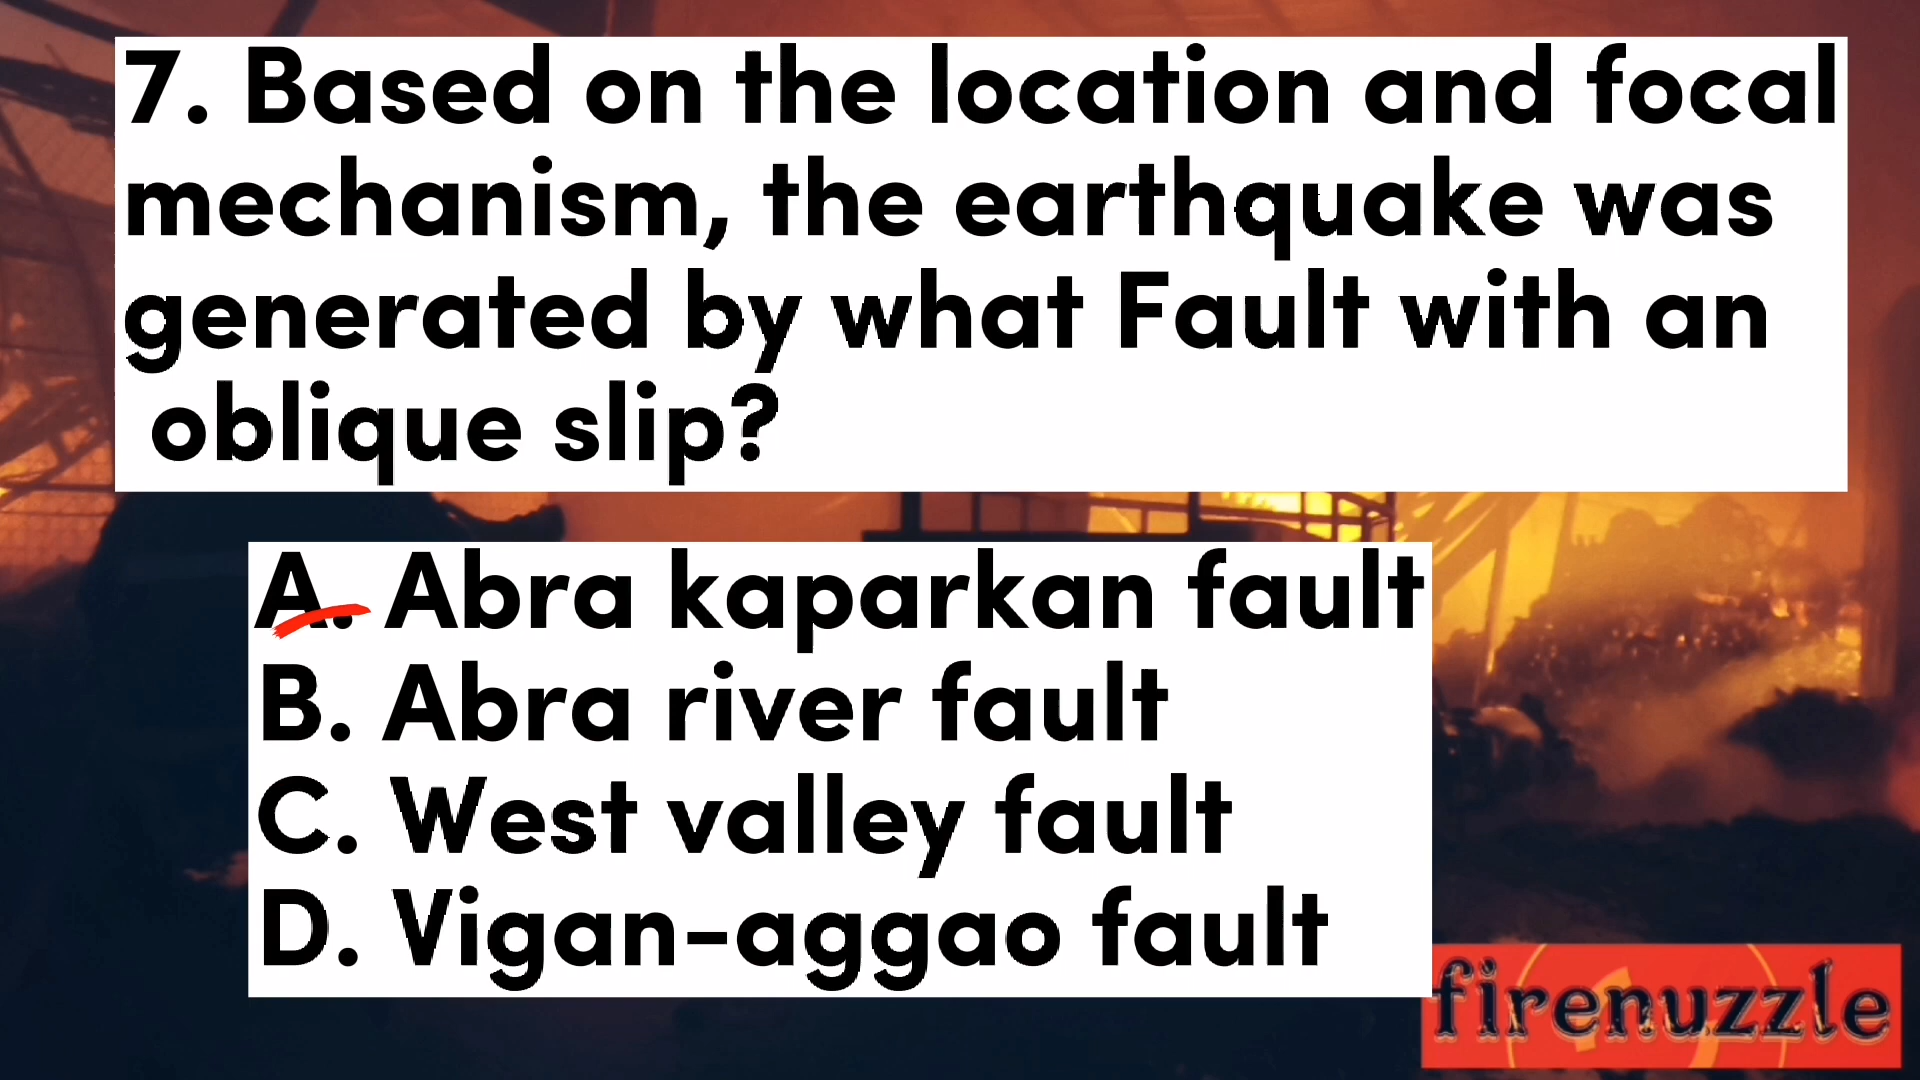 7. Based on the location and focal
mechanism, the earthquake was
generated by what Fault with an
oblique slip?
A. Abra kaparkan fault
B. Abra river fault
C. West valley fault
D. Vigan-aggao fault
firenuzzle